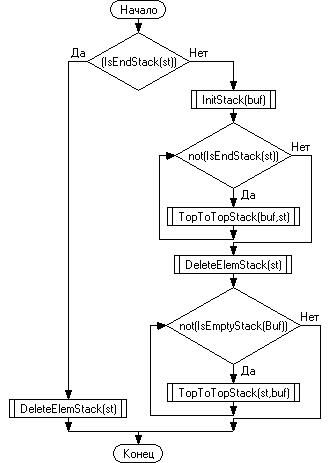 Начало
Да
Нет
(IsEndStack(st))
InitStack(buf)
Нет
not(IsEndStack(st))
Да
TopToTopStack(buf,st)
DeleteElemStack(st)
Нет
not(IsEmptyStack(Buf))
Да
TopToTopStack(st,buf)
DeleteElemStack(st)
Конец